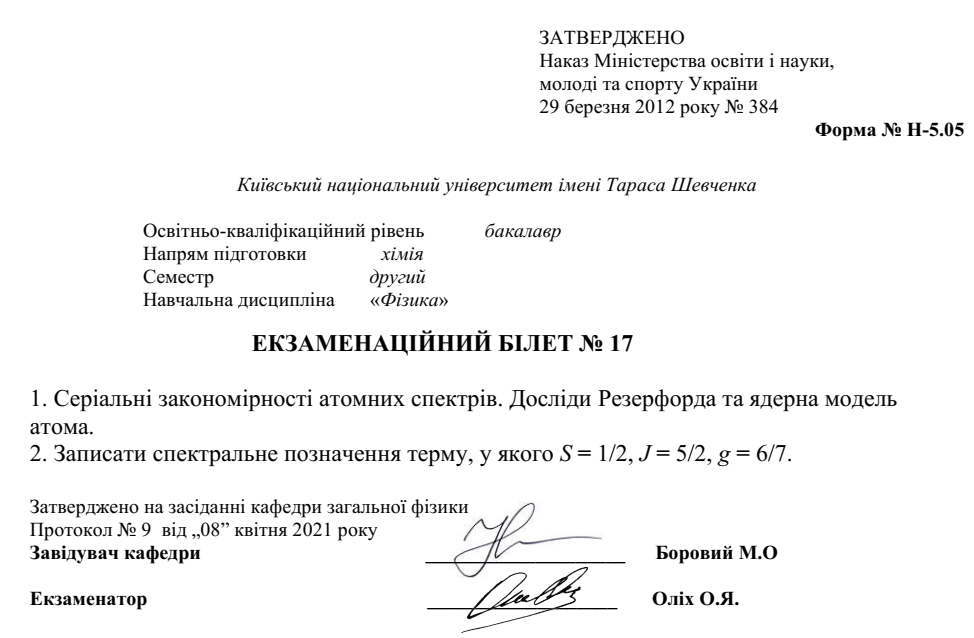 ЗАТВЕРДЖЕНО
Наказ Міністерства освіти і науки,
молоді та спорту України
29 березня 2012 року № 384
Форма № Н-5.05
Київський національний університет імені Тараса Шевченка
Освітньо-кваліфікаційний рівень бакалавр
Напрям підготовки хімія
Семестр другий
Навчальна дисципліна «Фізика»
ЕКЗАМЕНАЦІЙНИЙ БІЛЕТ № 17
1. Серіальні закономірності атомних спектрів. Досліди Резерфорда та ядерна модель
атома.
2. Записати спектральне позначення терму, у якого S = 1/2, J = 5/2, g = 6/7.
Затверджено на засіданні кафедри загальної фізики
Протокол № 9 від „08” квітня 2021 року
Завідувач кафедри ____________________ Боровий М.О
Екзаменатор ____________________ Оліх О.Я.